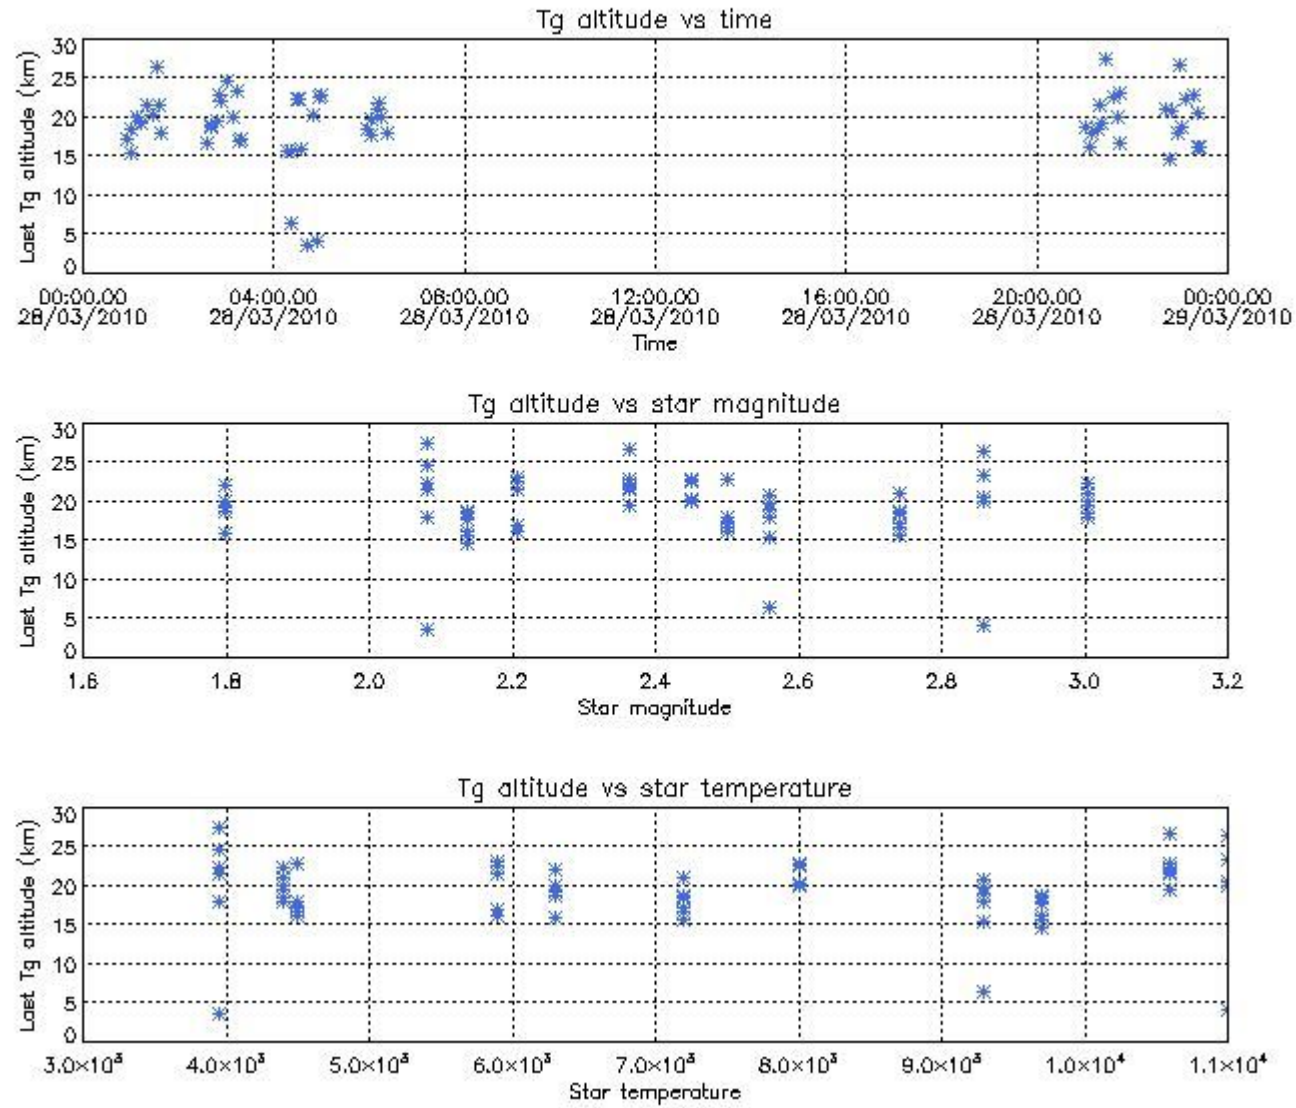 Tg altitude vs time
Last Tg altitude (km)
30
25
20
15
10
5
0
00:00.00 04:00.00 08:00.00 12:00.00 16:00.00 20:00.00 00:00.00
28/03/2010 28/03/2010 28/03/2010 28/03/2010 28/03/2010 28/03/2010 29/03/2010
Time
Tg altitude vs star magnitude
Last Tg altitude (km)
30
25
20
15
10
5
0
1.6 1.8 2.0 2.2 2.4 2.6 2.8 3.0 3.2
Star magnitude
Tg altitude vs star temperature
Last Tg altitude (km)
30
25
20
15
10
5
0
3.0×10³ 4.0×10³ 5.0×10³ 6.0×10³ 7.0×10³ 8.0×10³ 9.0×10³ 1.0×10⁴ 1.1×10⁴
Star temperature